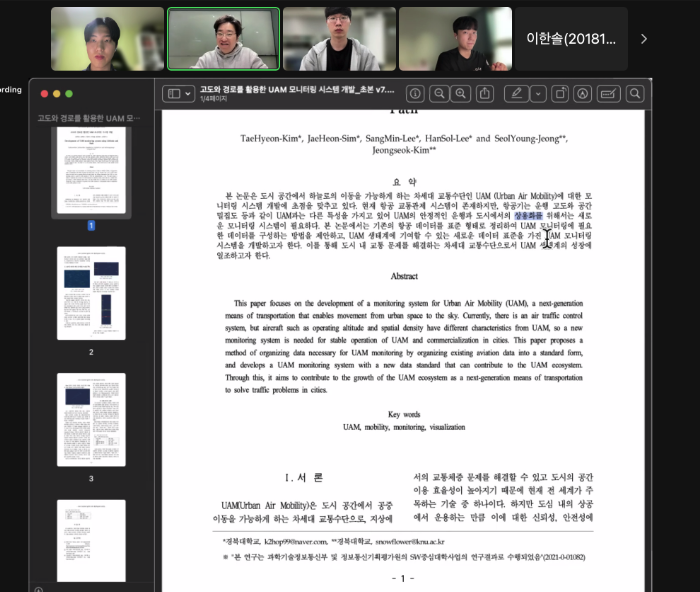 이한솔(20181...
ording
고도와 경로를 활용한 UAM 모니터링 시스템 개발_초본 v7....
1/4페이지
고도와 경로를 활용한 UAM 모...
1
2
3
Path
TaeHyeon-Kim*, JaeHeon-Sim*, SangMin-Lee*, HanSol-Lee* and SeolYoung-Jeong**,
Jeongseok-Kim**
요 약
본 논문은 도시 공간에서 하늘로의 이동을 가능하게 하는 차세대 교통수단인 UAM (Urban Air Mobility)에 대한 모
니터링 시스템 개발에 초점을 맞추고 있다. 현재 항공 교통관제 시스템이 존재하지만, 항공기는 운행 고도와 공간
밀집도 등과 같이 UAM과는 다른 특성을 가지고 있어 UAM의 안정적인 운행과 도시에서의 상용화를 위해서는 새로
운 모니터링 시스템이 필요하다. 본 논문에서는 기존의 항공 데이터를 표준 형태로 정리하여 UAM 모니터링에 필요
한 데이터를 구성하는 방법을 제안하고, UAM 생태계에 기여할 수 있는 새로운 데이터 표준을 가진 UAM 모니터링
시스템을 개발하고자 한다. 이를 통해 도시 내 교통 문제를 해결하는 차세대 교통수단으로서 UAM 생태계의 성장에
일조하고자 한다.
Abstract
This paper focuses on the development of a monitoring system for Urban Air Mobility (UAM), a next-generation
means of transportation that enables movement from urban space to the sky. Currently, there is an air traffic control
system, but aircraft such as operating altitude and spatial density have different characteristics from UAM, so a new
monitoring system is needed for stable operation of UAM and commercialization in cities. This paper proposes a
method of organizing data necessary for UAM monitoring by organizing existing aviation data into a standard form,
and develops a UAM monitoring system with a new data standard that can contribute to the UAM ecosystem.
Through this, it aims to contribute to the growth of the UAM ecosystem as a next-generation means of transportation
to solve traffic problems in cities.
Key words
UAM, mobility, monitoring, visualization
Ⅰ. 서 론
UAM(Urban Air Mobility)은 도시 공간에서 공중
이동을 가능하게 하는 차세대 교통수단으로, 지상에
서의 교통체증 문제를 해결할 수 있고 도시의 공간
이용 효율성이 높아지기 때문에 현재 전 세계가 주
목하는 기술 중 하나이다. 하지만 도심 내의 상공
에서 운용하는 만큼 이에 대한 신뢰성, 안전성에
*경북대학교, k2hop99@naver.com, **경북대학교, snowflower@knu.ac.kr
※ "본 연구는 과학기술정보통신부 및 정보통신기획평가원의 SW중심대학사업의 연구결과로 수행되었음"(2021-0-01082)
- 1 -